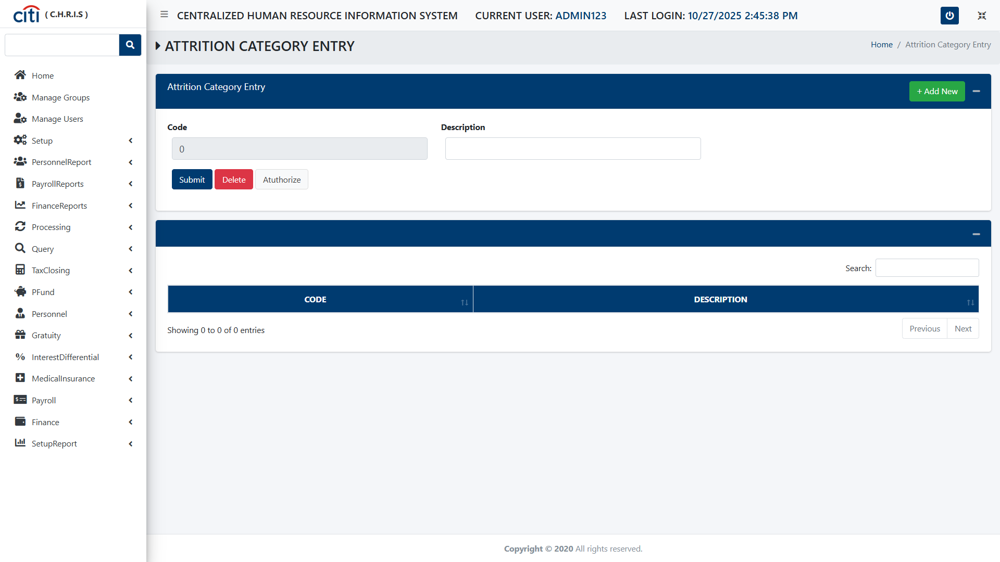 citi ( C.H.R.I.S )
CENTRALIZED HUMAN RESOURCE INFORMATION SYSTEM CURRENT USER: ADMIN123 LAST LOGIN: 10/27/2025 2:45:38 PM
ATTRITION CATEGORY ENTRY
Home / Attrition Category Entry
Home
Manage Groups
Manage Users
Setup
PersonnelReport
PayrollReports
FinanceReports
Processing
Query
TaxClosing
PFund
Personnel
Gratuity
InterestDifferential
MedicalInsurance
Payroll
Finance
SetupReport
Attrition Category Entry
+ Add New
Code
Description
0
Submit
Delete
Atuthorize
Search:
CODE
DESCRIPTION
Showing 0 to 0 of 0 entries
Previous
Next
Copyright © 2020 All rights reserved.